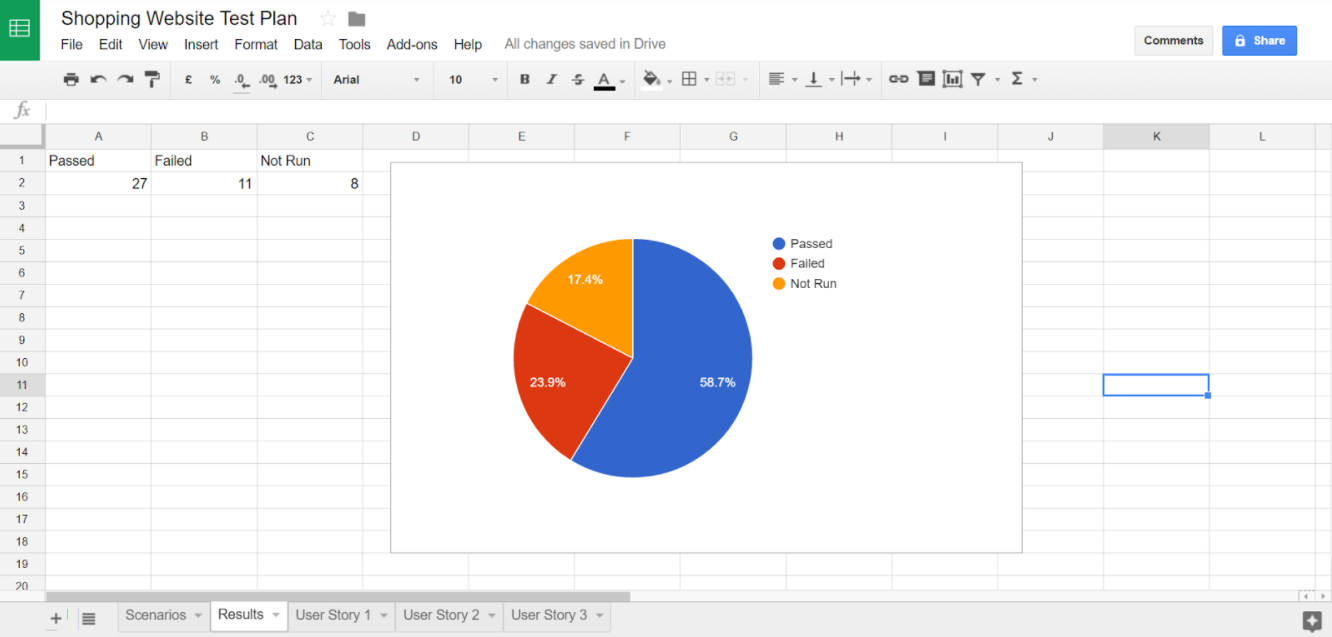 Shopping Website Test Plan
File Edit View Insert Format Data Tools Add-ons Help All changes saved in Drive
Comments Share
£ % .0 .00 123 Arial 10 B I S A Σ
fx
A B C D E F G H I J K L
1 Passed Failed Not Run
2 27 11 8
3
4
5
6
7
8
9
10
11
12
13
14
15
16
17
18
19
20
Passed
Failed
Not Run
17.4%
23.9%
58.7%
+ Scenarios Results User Story 1 User Story 2 User Story 3